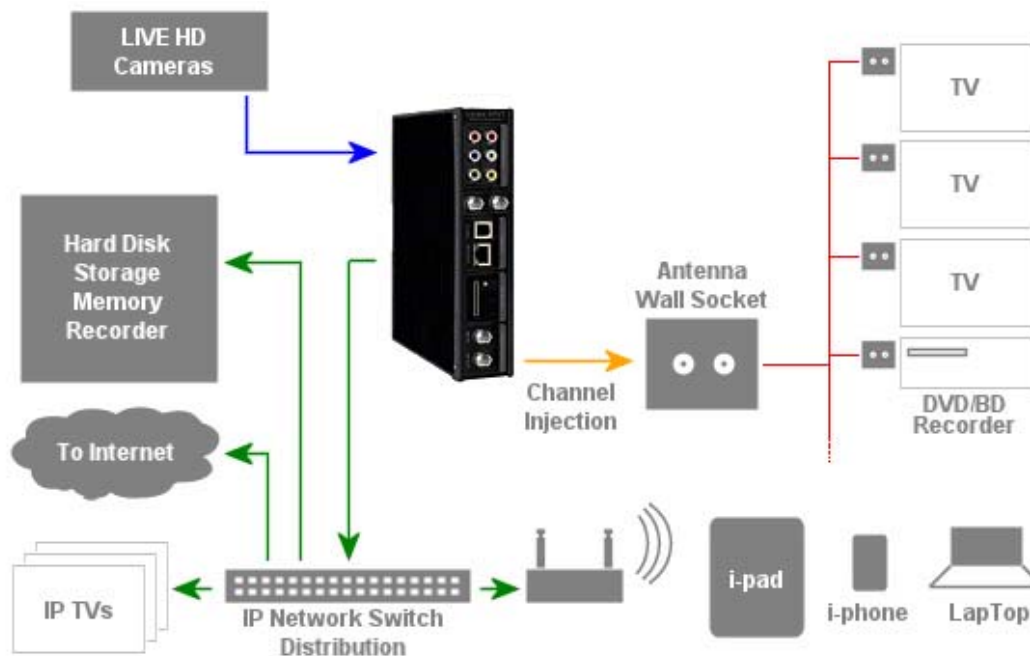 LIVE HD
Cameras
TV
TV
Hard Disk
Storage
Memory
Recorder
Antenna
Wall Socket
TV
Channel
Injection
DVD/BD
Recorder
To Internet
IP TVs
IP Network Switch
Distribution
i-pad
i-phone
LapTop